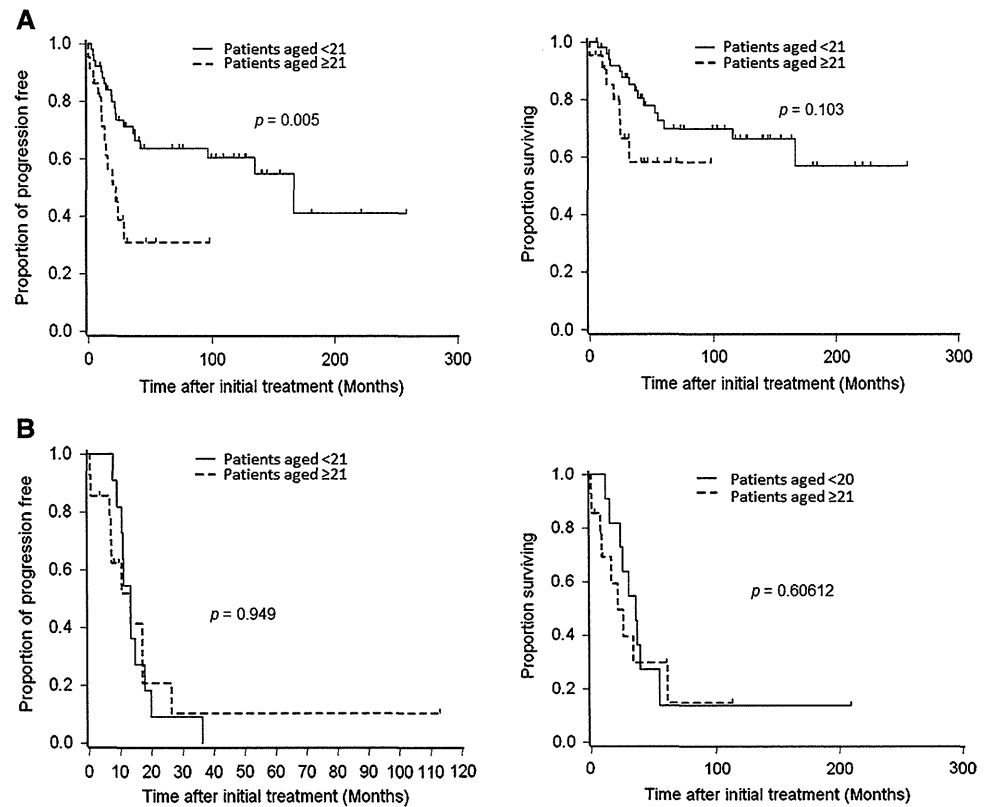 A
Proportion of progression free
1.0
0.8
0.6
0.4
0.2
0.0
Patients aged <21
Patients aged ≥21
p = 0.005
0 100 200 300
Time after initial treatment (Months)
Proportion surviving
1.0
0.8
0.6
0.4
0.2
0.0
Patients aged <21
Patients aged ≥21
p = 0.103
0 100 200 300
Time after initial treatment (Months)
B
Proportion of progression free
1.0
0.8
0.6
0.4
0.2
0.0
Patients aged <21
Patients aged ≥21
p = 0.949
0 10 20 30 40 50 60 70 80 90 100 110 120
Time after initial treatment (Months)
Proportion surviving
1.0
0.8
0.6
0.4
0.2
0.0
Patients aged <20
Patients aged ≥21
p = 0.60612
0 100 200 300
Time after initial treatment (Months)